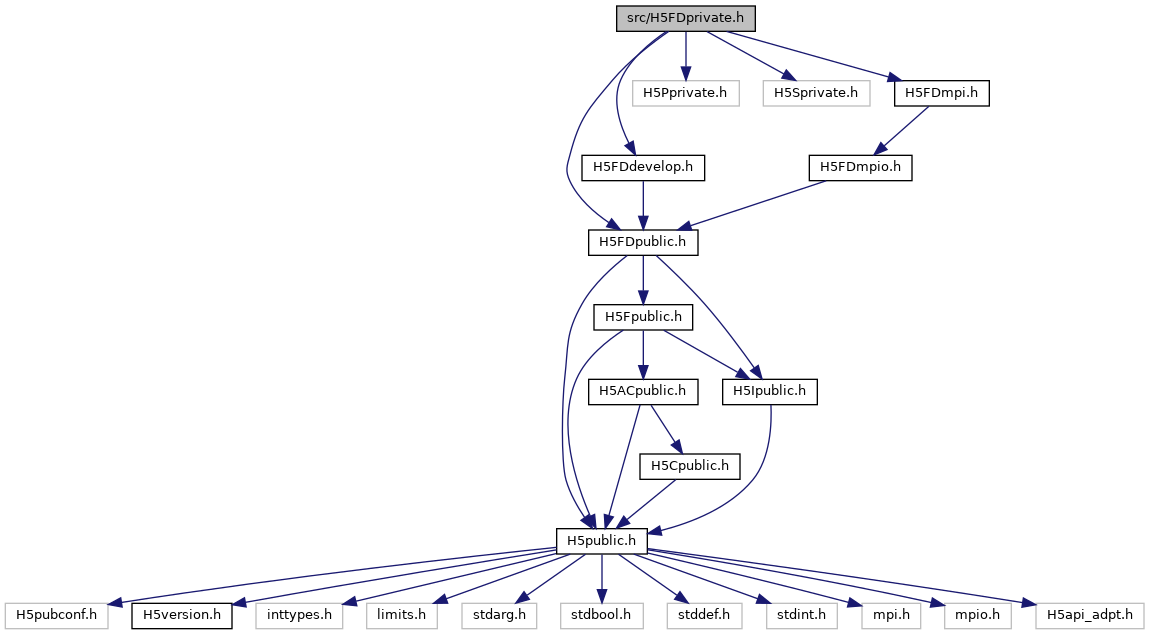 src/H5FDprivate.h
H5Pprivate.h
H5Sprivate.h
H5FDmpi.h
H5FDdevelop.h
H5FDmpio.h
H5FDpublic.h
H5Fpublic.h
H5ACpublic.h
H5Ipublic.h
H5Cpublic.h
H5public.h
H5pubconf.h
H5version.h
inttypes.h
limits.h
stdarg.h
stdbool.h
stddef.h
stdint.h
mpi.h
mpio.h
H5api_adpt.h